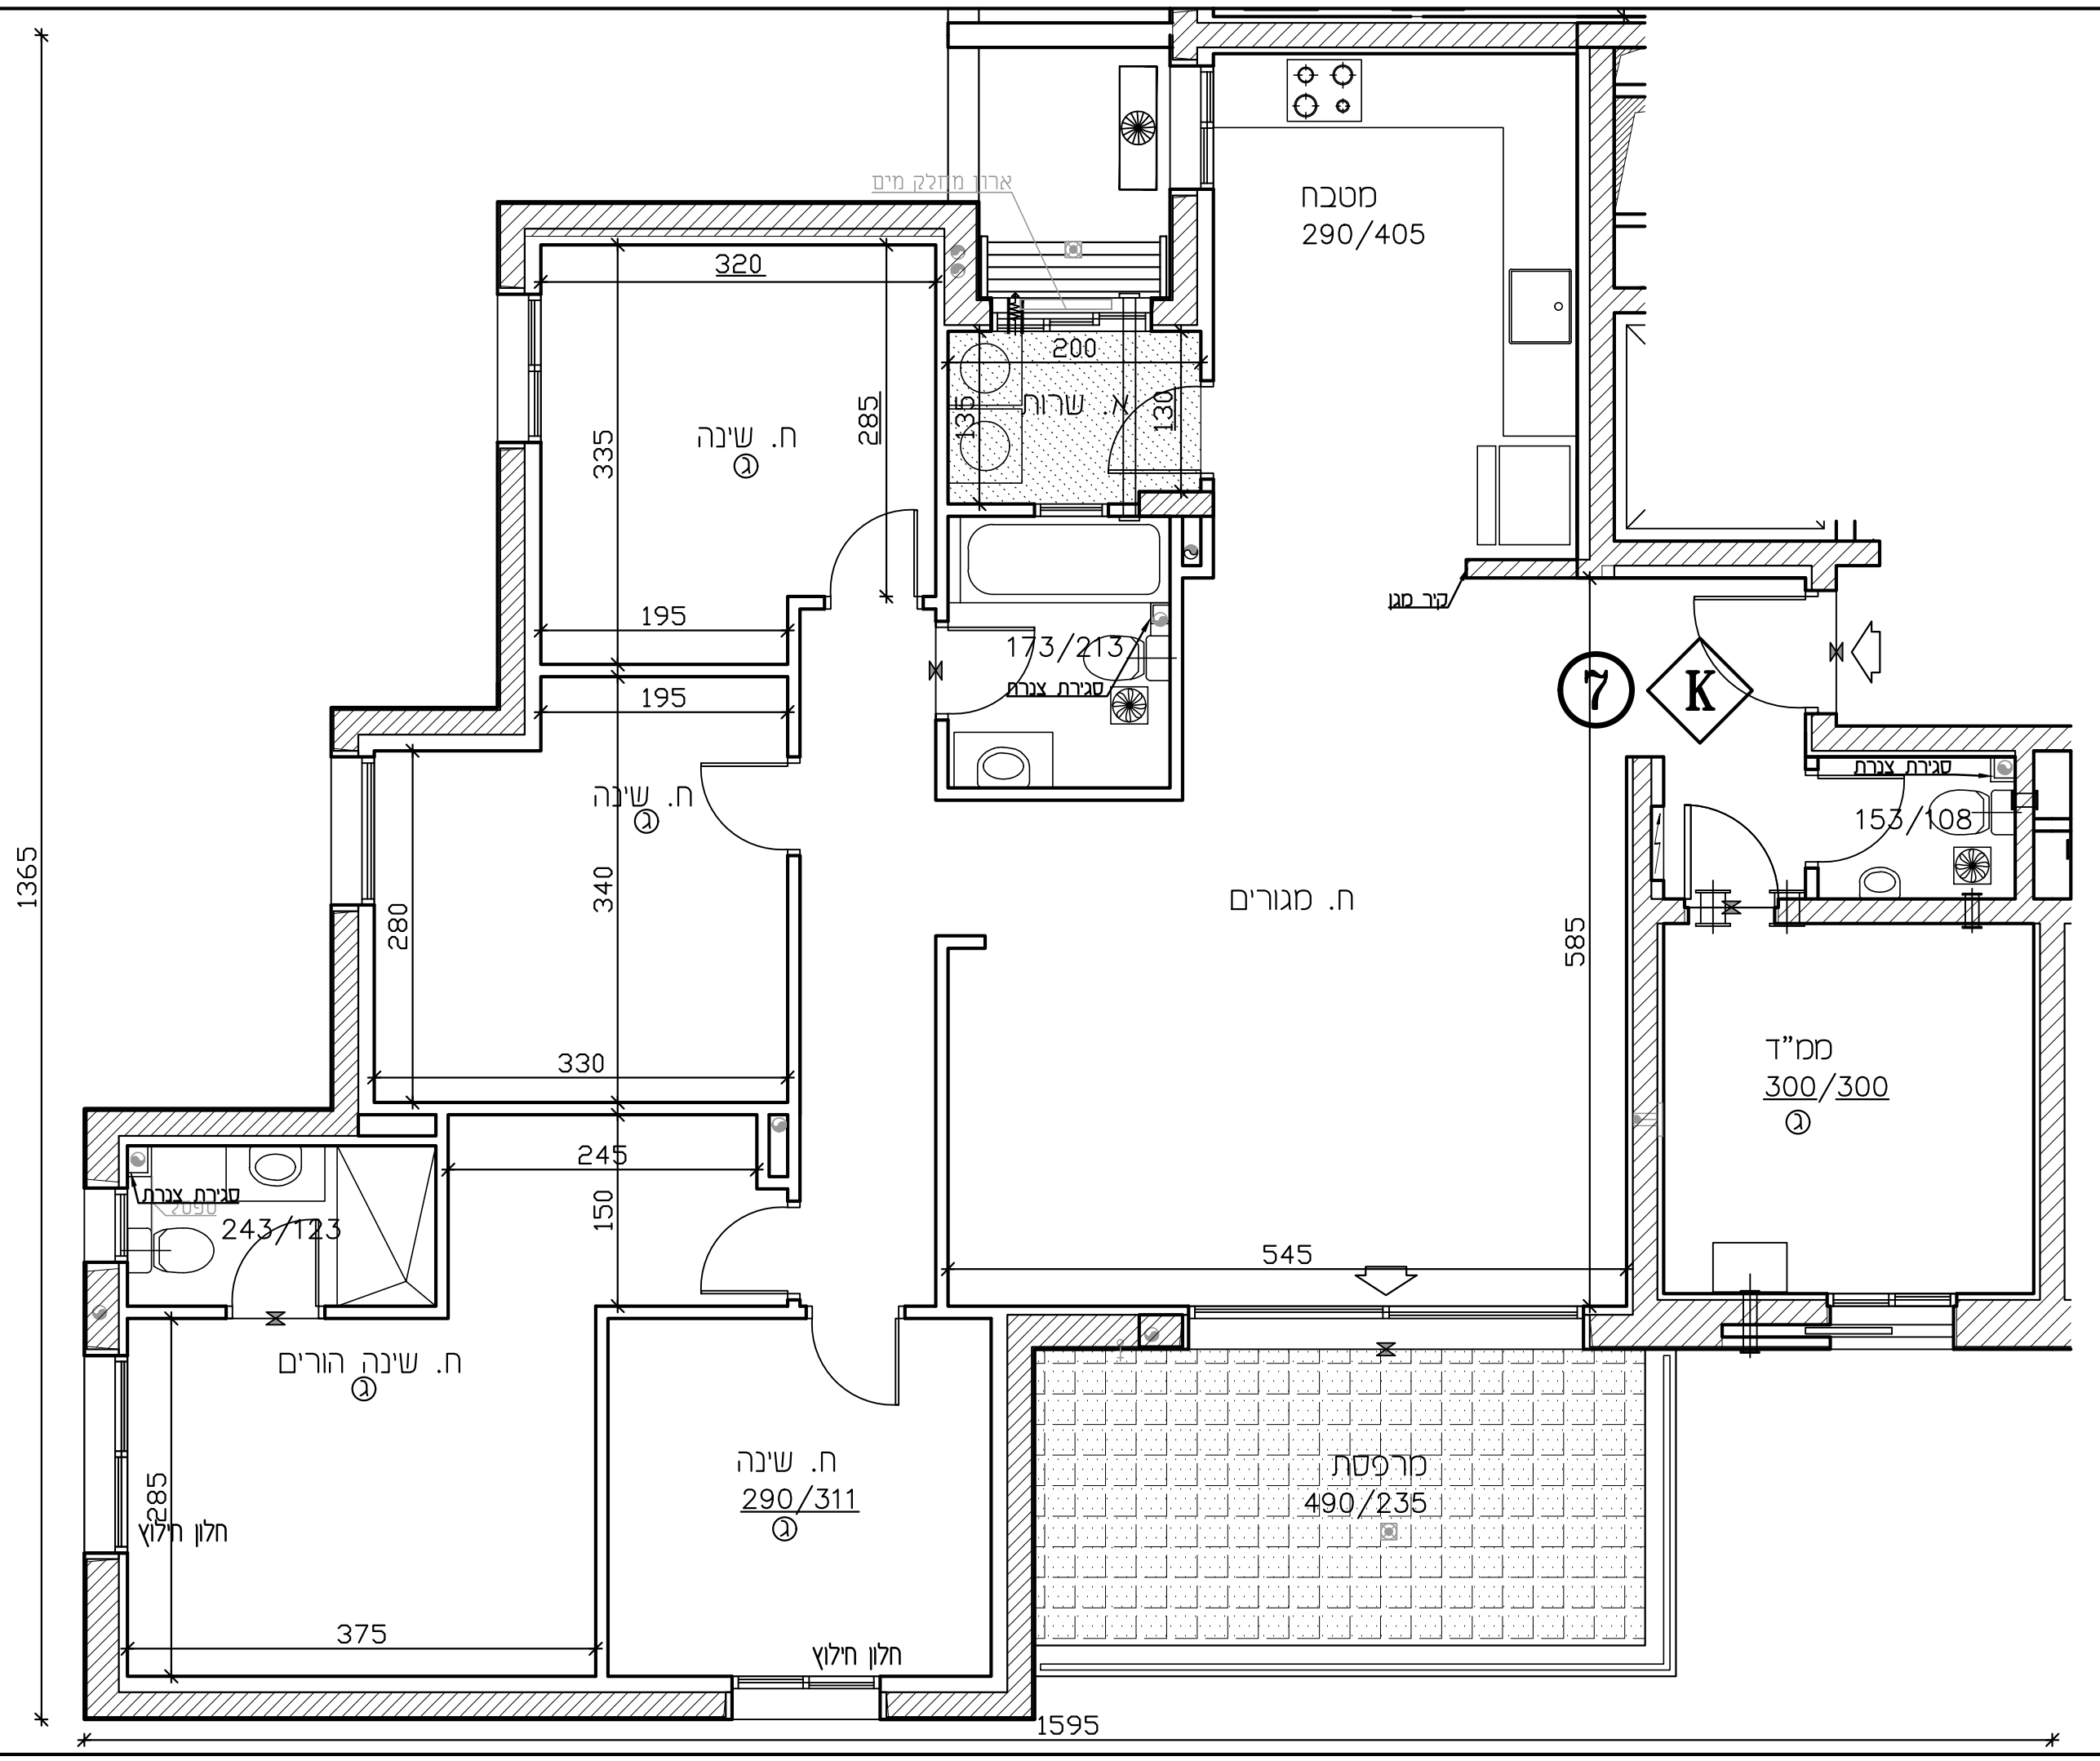 ארון מחלק מים
מטבח
290/405
320
200
335
285
ח. שינה
ג
135
א. שרות
130
195
קיר מגן
173/213
סגירת צנרת
7
K
195
ח. שינה
ג
סגירת צנרת
153/108
1365
340
280
ח. מגורים
585
330
ממ"ד
300/300
ג
245
150
סגירת צנרת
ספסל
243/123
545
ח. שינה הורים
ג
285
חלון חילוץ
ח. שינה
290/311
ג
מרפסת
490/235
375
חלון חילוץ
1595